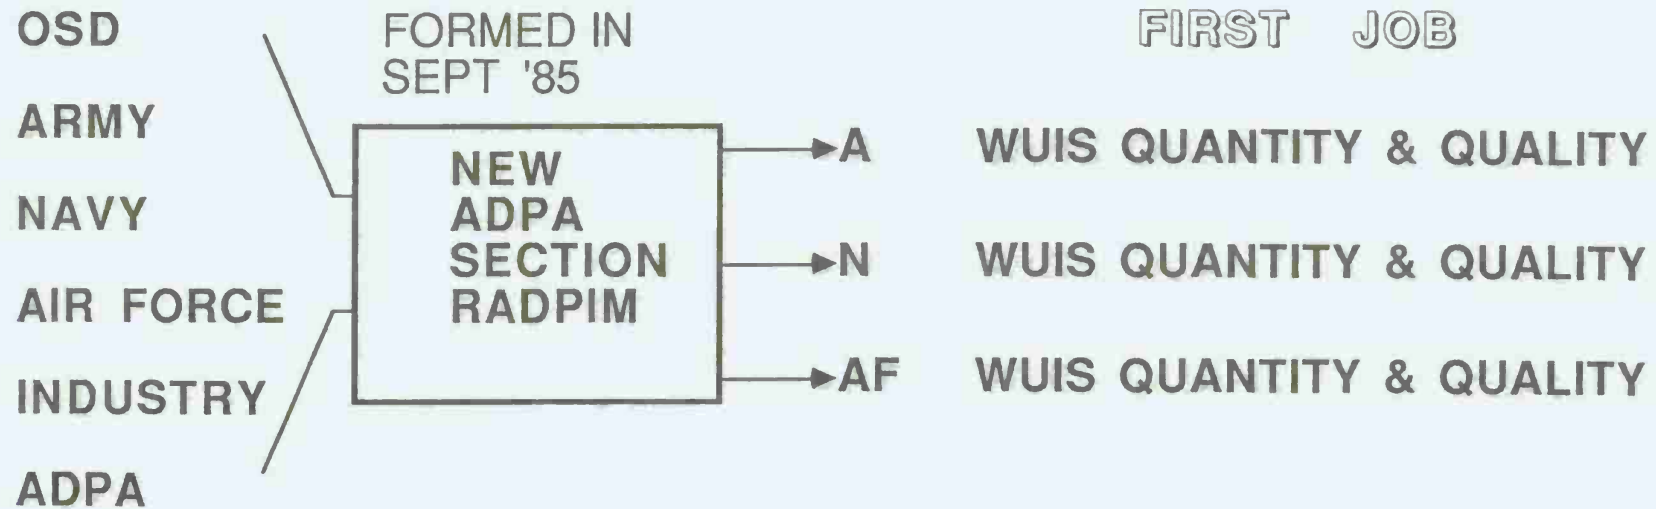 OSD
ARMY
NAVY
AIR FORCE
INDUSTRY
ADPA
FORMED IN
SEPT '85
NEW
ADPA
SECTION
RADPIM
FIRST JOB
A WUIS QUANTITY & QUALITY
N WUIS QUANTITY & QUALITY
AF WUIS QUANTITY & QUALITY